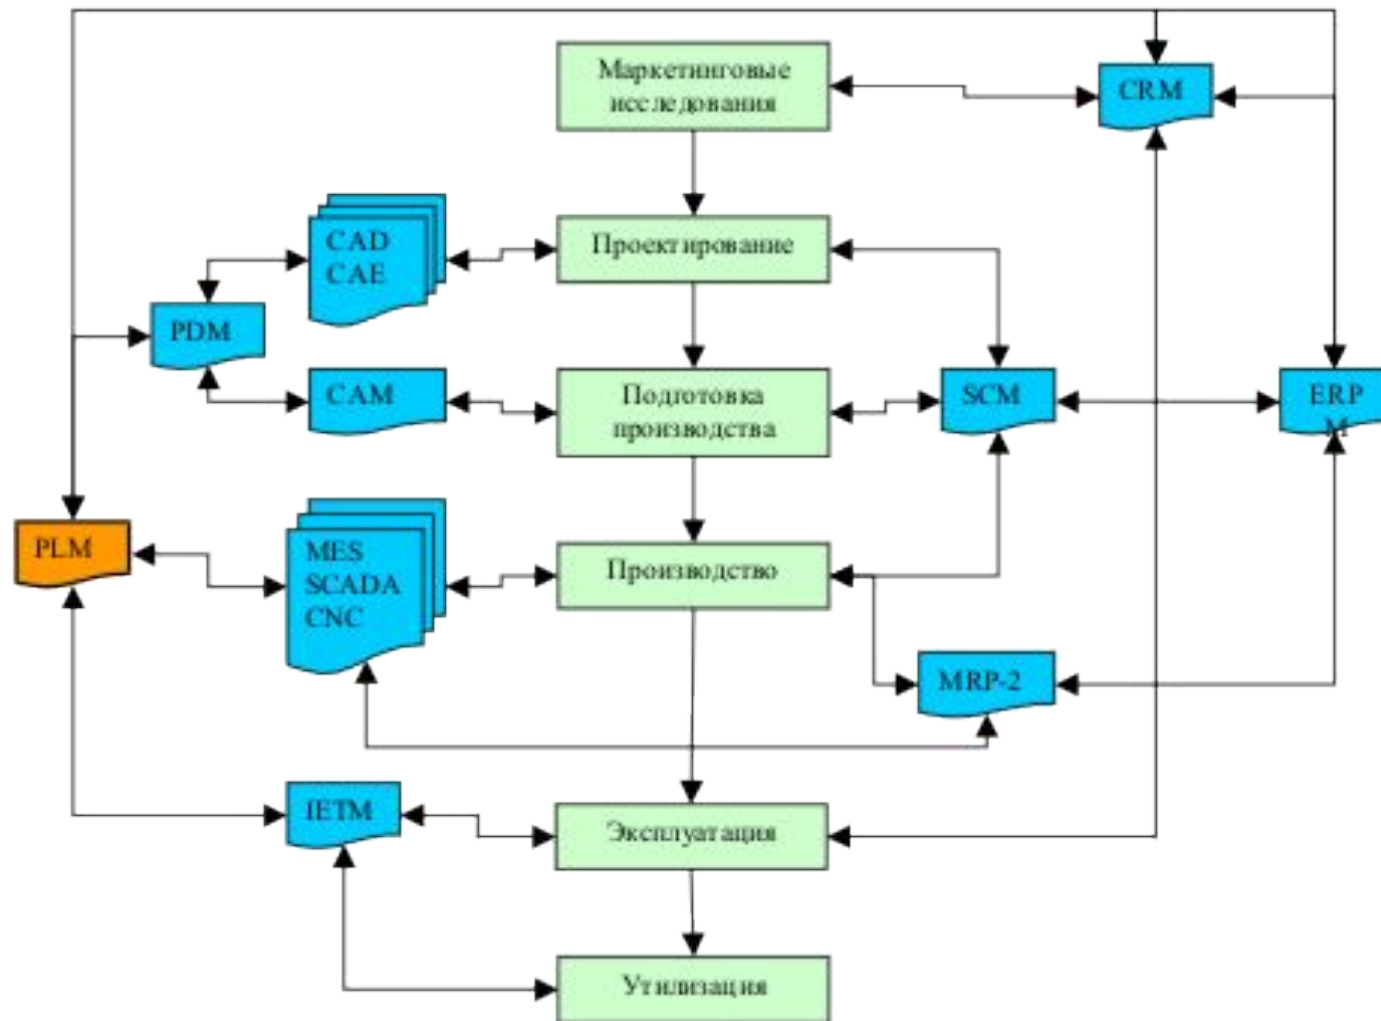 Маркетинговые
исследования
CRM
CAD
CAE
Проектирование
PDM
CAM
Подготовка
производства
SCM
ERP
M
PLM
MES
SCADA
CNC
Производство
MRP-2
IETM
Эксплуатация
Утилизация